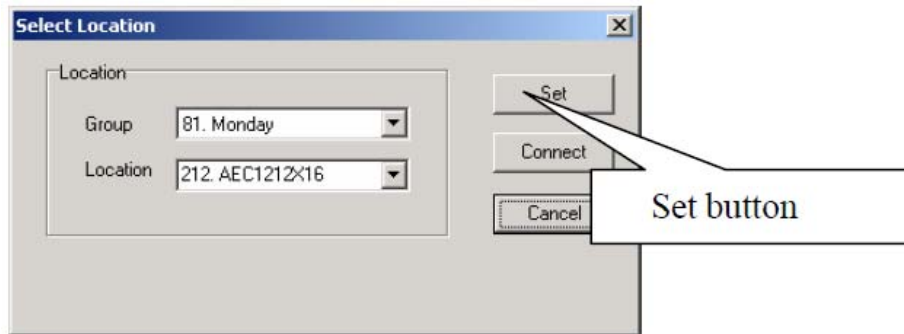 Select Location
Location
Group
81. Monday
Location
212. AEC1212X16
Set
Connect
Cancel
Set button